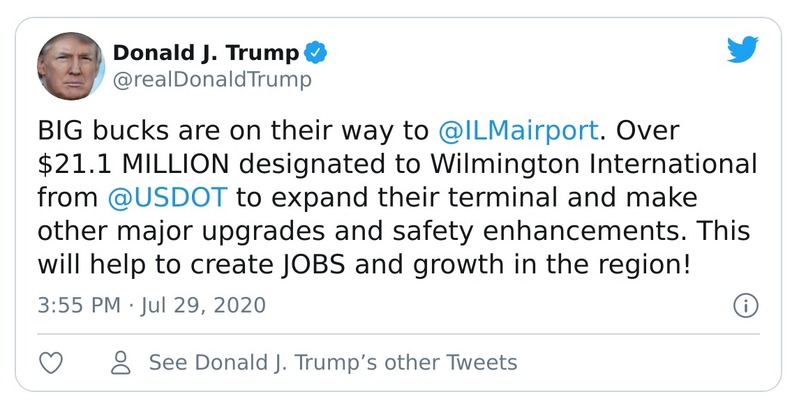 Donald J. Trump
@realDonaldTrump
BIG bucks are on their way to @ILMairport. Over
$21.1 MILLION designated to Wilmington International
from @USDOT to expand their terminal and make
other major upgrades and safety enhancements. This
will help to create JOBS and growth in the region!
3:55 PM · Jul 29, 2020
See Donald J. Trump’s other Tweets